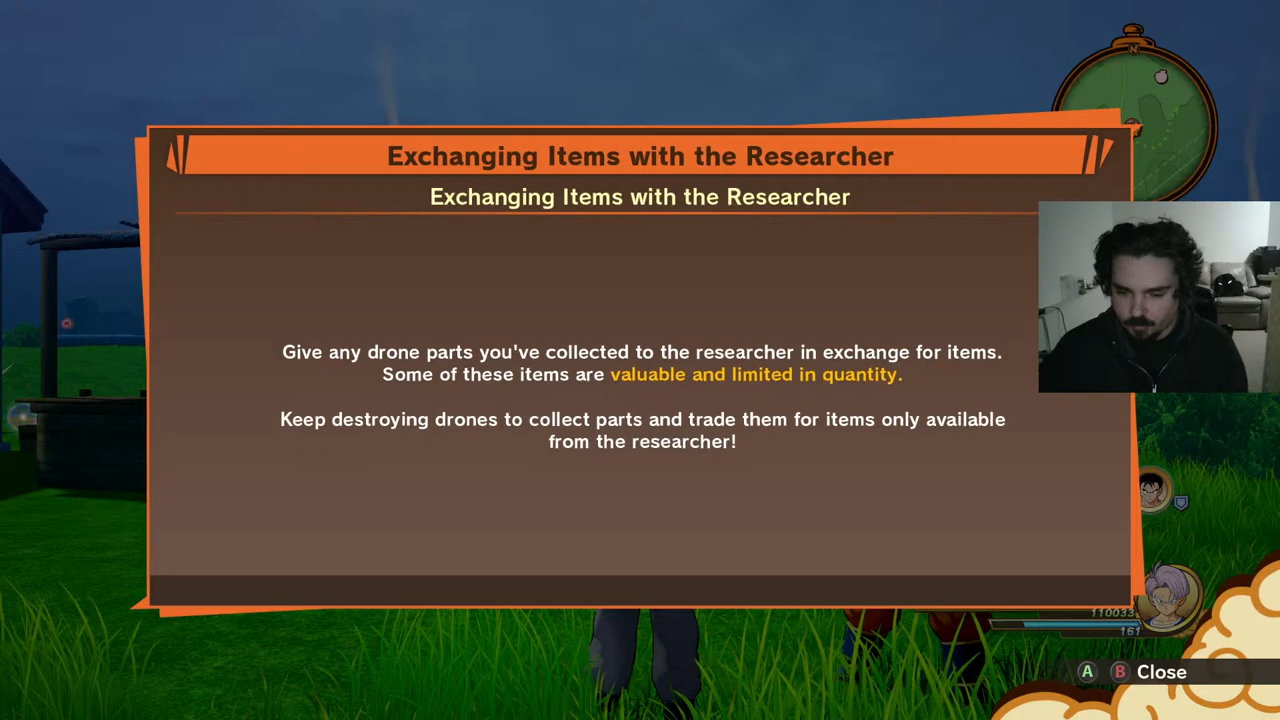 N
Exchanging Items with the Researcher
Exchanging Items with the Researcher
Give any drone parts you've collected to the researcher in exchange for items.
Some of these items are valuable and limited in quantity.
Keep destroying drones to collect parts and trade them for items only available
from the researcher!
110033
161
A B Close